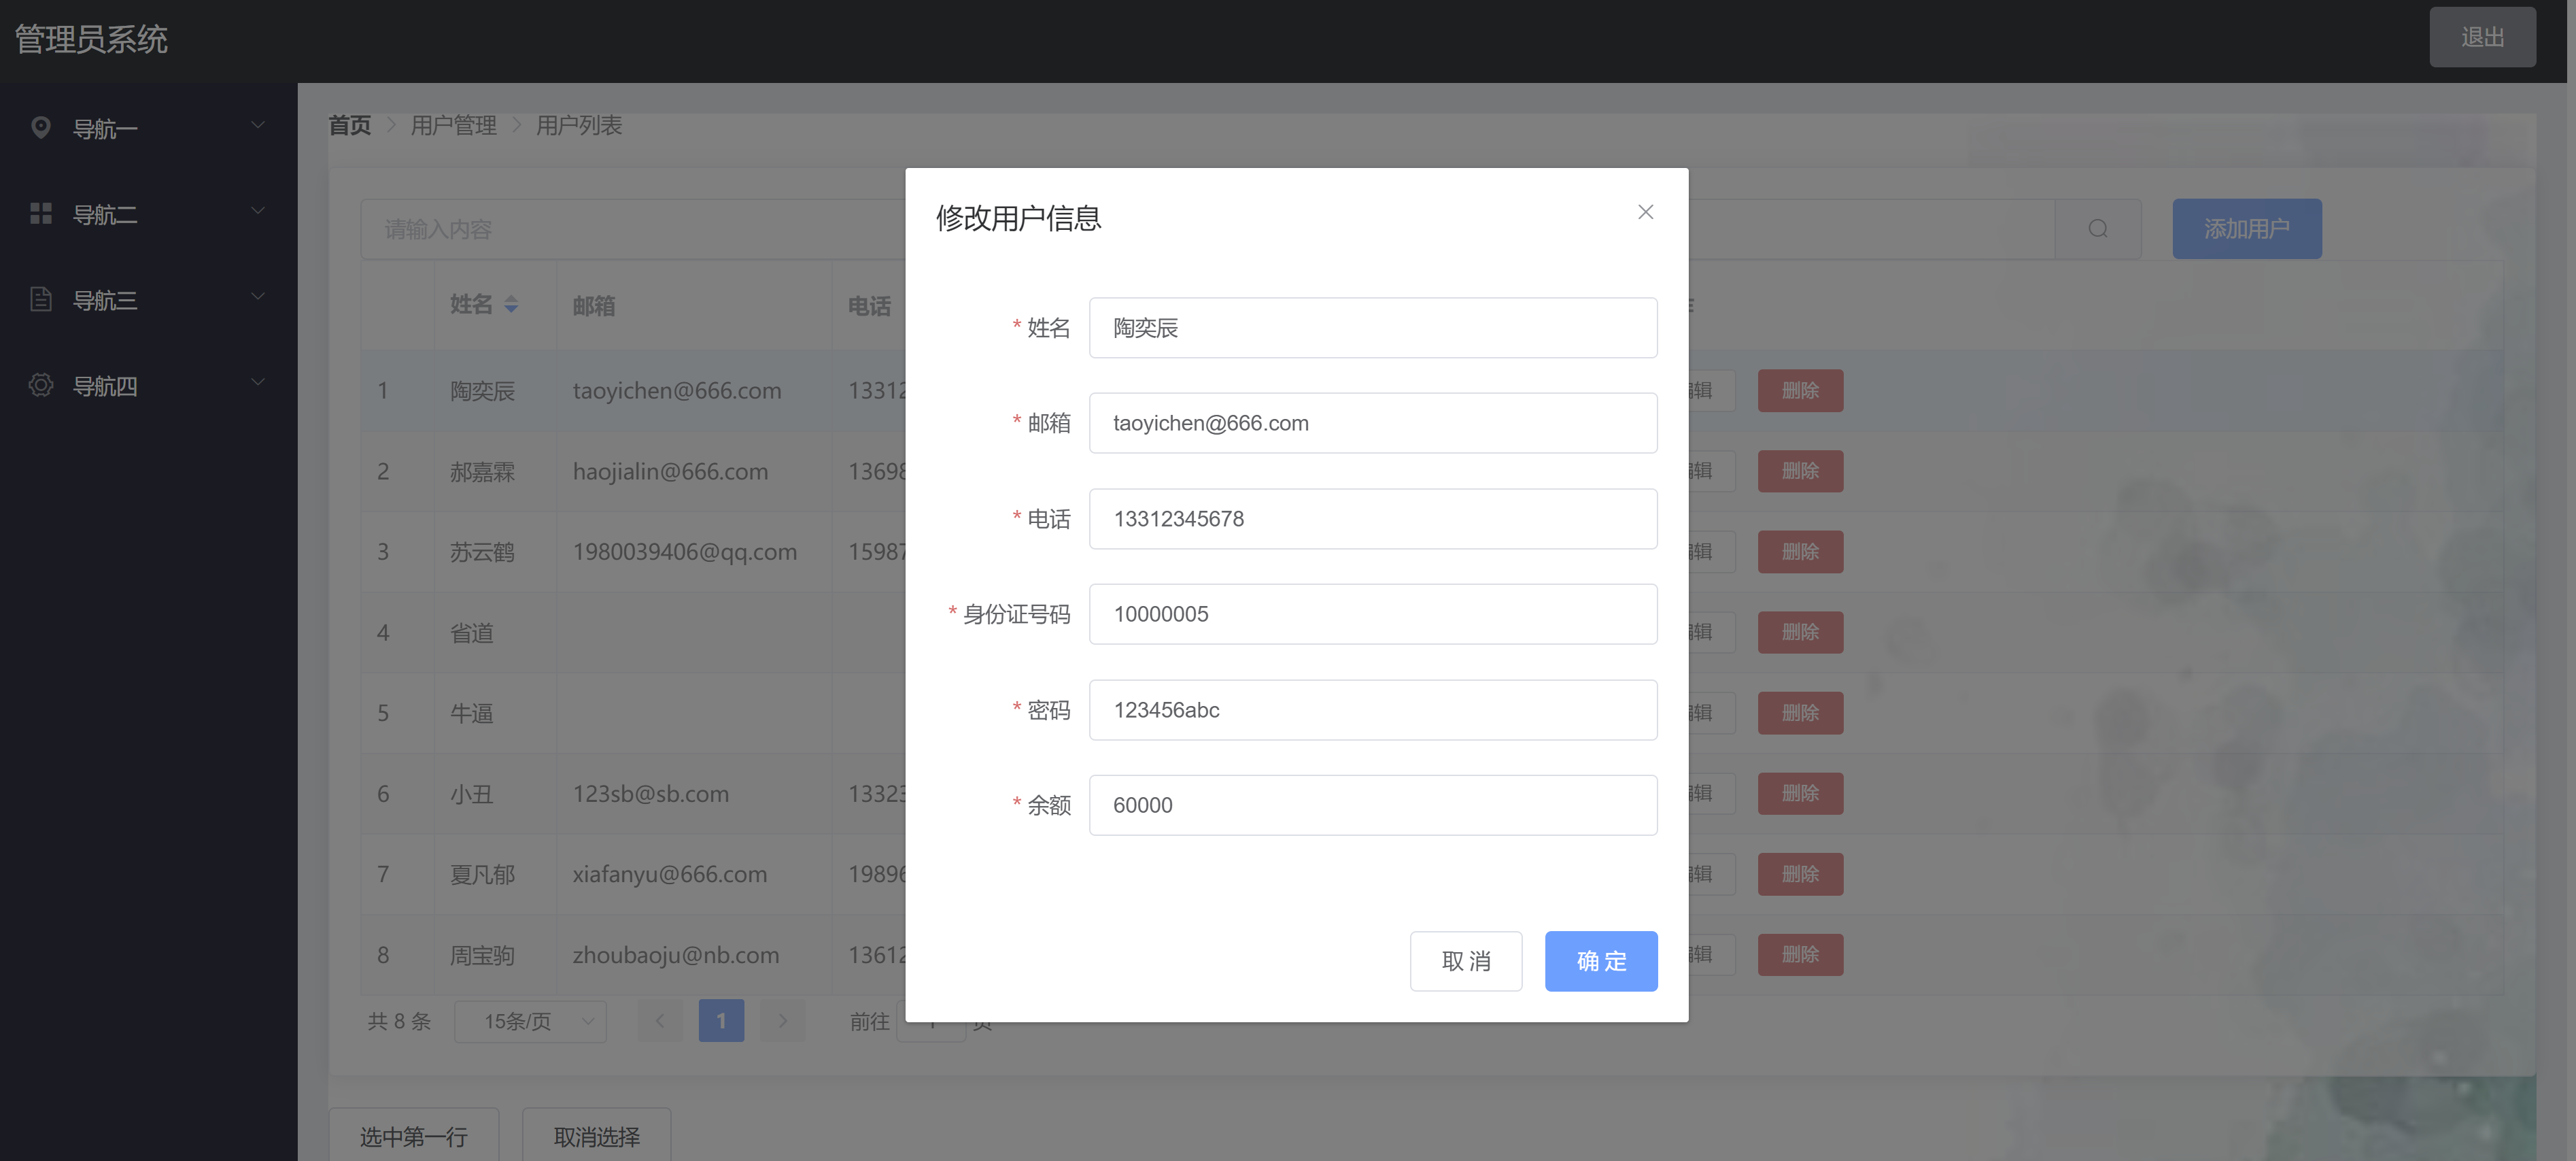 管理员系统
退出
导航一
导航二
导航三
导航四
首页 > 用户管理 > 用户列表
请输入内容
添加用户
姓名 邮箱 电话
1 陶奕辰 taoyichen@666.com 13312 辑 删除
2 郝嘉霖 haojialin@666.com 13698 辑 删除
3 苏云鹤 1980039406@qq.com 15987 辑 删除
4 省道 辑 删除
5 牛逼 辑 删除
6 小丑 123sb@sb.com 13323 辑 删除
7 夏凡郁 xiafanyu@666.com 19896 辑 删除
8 周宝驹 zhoubaoju@nb.com 13612 辑 删除
共 8 条 15条/页 1 前往 页
选中第一行 取消选择
修改用户信息
* 姓名 陶奕辰
* 邮箱 taoyichen@666.com
* 电话 13312345678
* 身份证号码 10000005
* 密码 123456abc
* 余额 60000
取 消 确 定